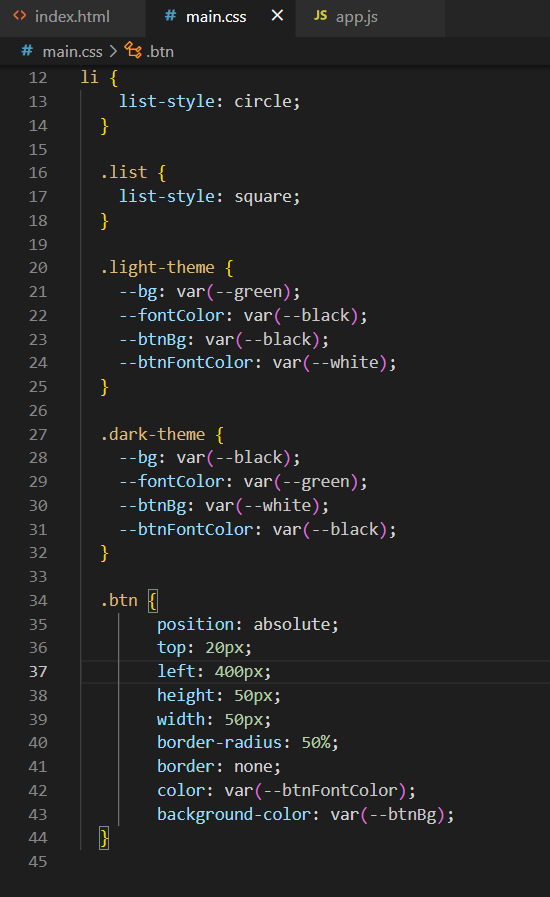 index.html
main.css
JS app.js
# main.css > .btn
12 li {
13     list-style: circle;
14   }
15
16   .list {
17     list-style: square;
18   }
19
20   .light-theme {
21     --bg: var(--green);
22     --fontColor: var(--black);
23     --btnBg: var(--black);
24     --btnFontColor: var(--white);
25   }
26
27   .dark-theme {
28     --bg: var(--black);
29     --fontColor: var(--green);
30     --btnBg: var(--white);
31     --btnFontColor: var(--black);
32   }
33
34   .btn {
35         position: absolute;
36         top: 20px;
37         left: 400px;
38         height: 50px;
39         width: 50px;
40         border-radius: 50%;
41         border: none;
42         color: var(--btnFontColor);
43         background-color: var(--btnBg);
44   }
45